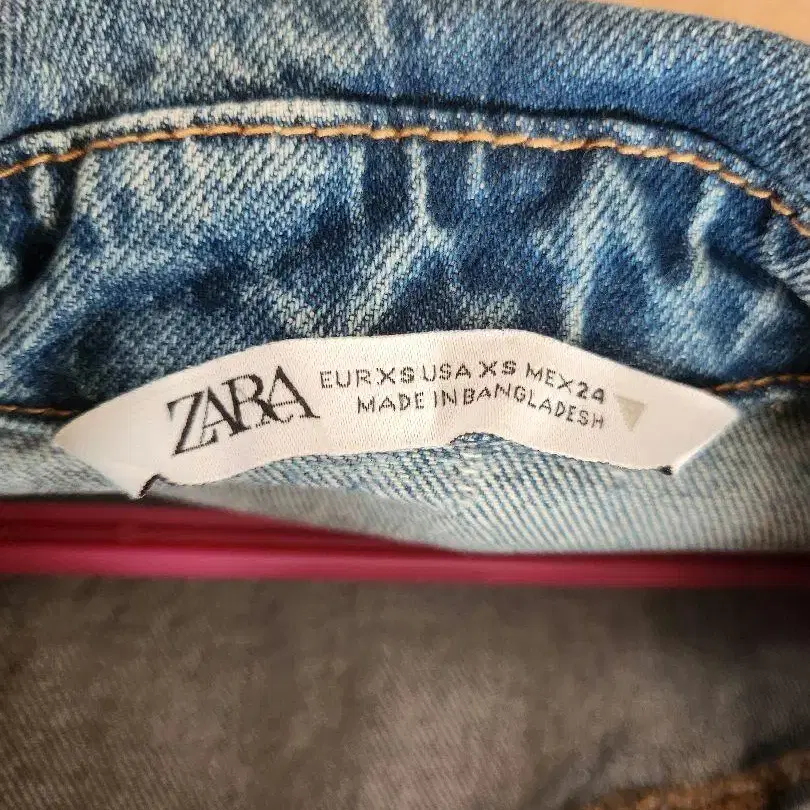 ZARA
EUR XS USA XS MEX 24
MADE IN BANGLADESH